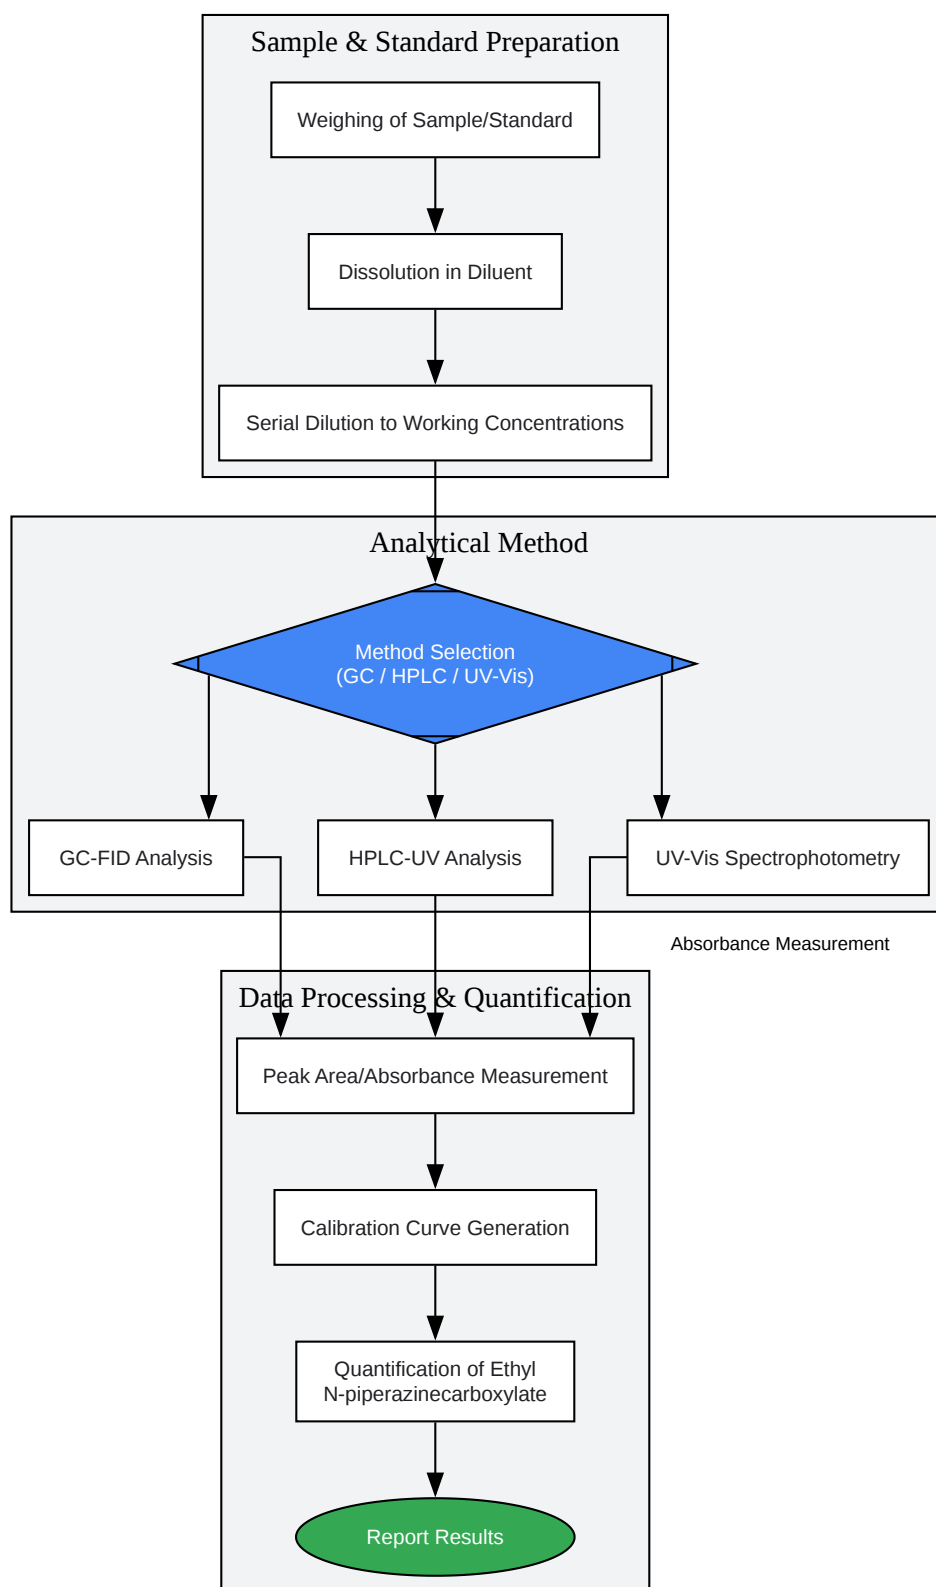 Sample & Standard Preparation
Weighing of Sample/Standard
Dissolution in Diluent
Serial Dilution to Working Concentrations
Analytical Method
Method Selection
(GC / HPLC / UV-Vis)
GC-FID Analysis
HPLC-UV Analysis
UV-Vis Spectrophotometry
Absorbance Measurement
Data Processing & Quantification
Peak Area/Absorbance Measurement
Calibration Curve Generation
Quantification of Ethyl
N-piperazinecarboxylate
Report Results